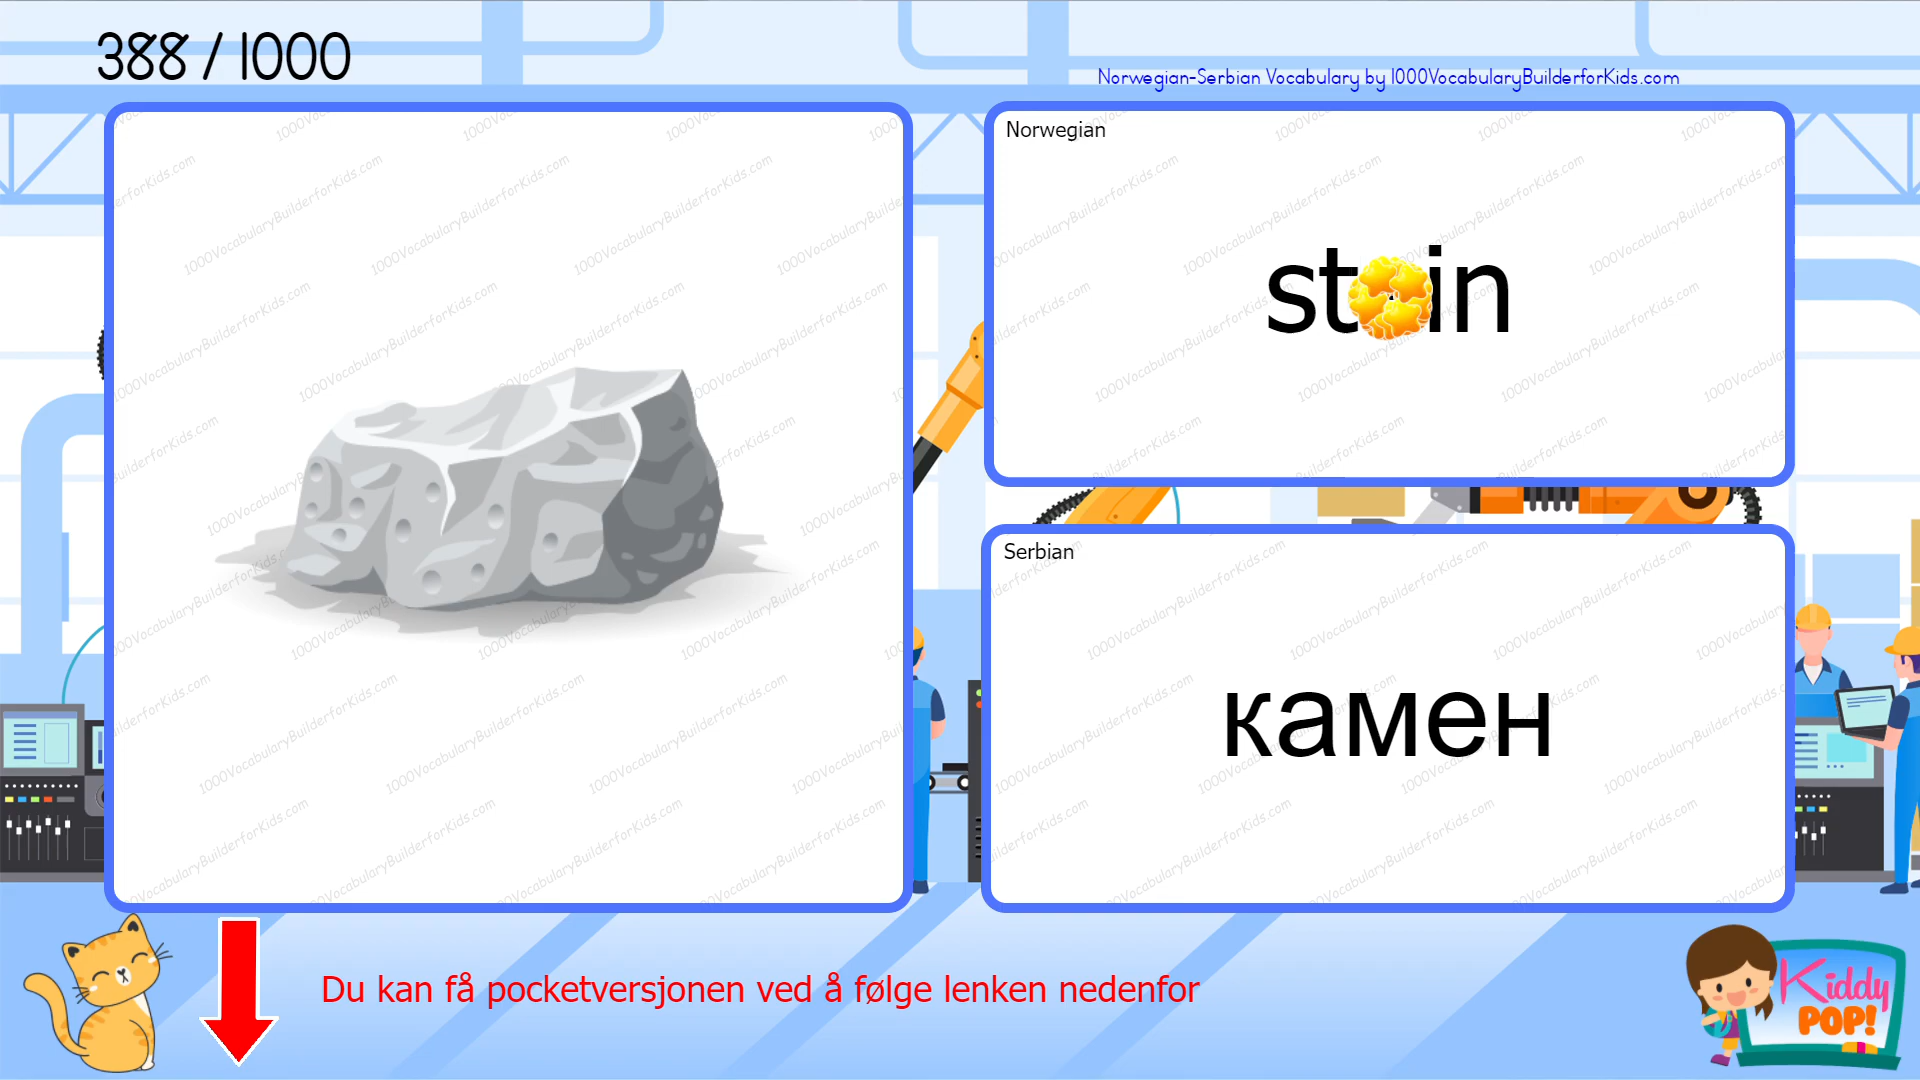 388 / 1000
Norwegian-Serbian Vocabulary by 1000VocabularyBuilderforKids.com
Norwegian
Serbian
камен
Du kan få pocketversjonen ved å følge lenken nedenfor
Kiddy
POP!